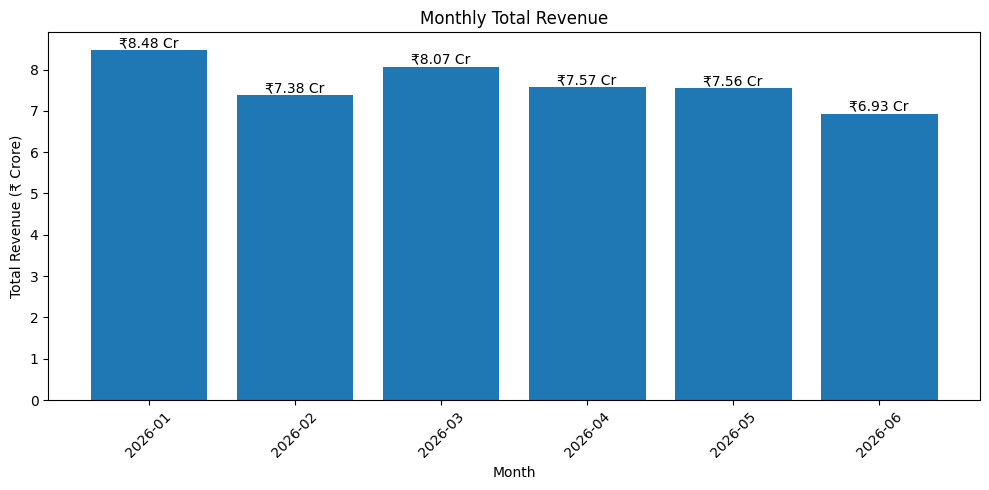 Monthly Total Revenue
₹8.48 Cr
₹7.38 Cr
₹8.07 Cr
₹7.57 Cr
₹7.56 Cr
₹6.93 Cr
Total Revenue (₹ Crore)
8
7
6
5
4
3
2
1
0
2026-01
2026-02
2026-03
2026-04
2026-05
2026-06
Month